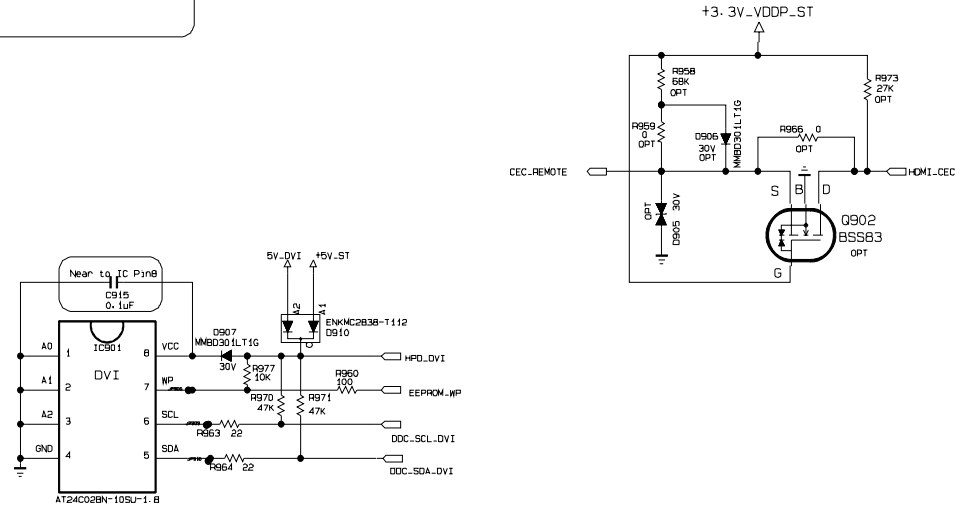 +3.3V_VDDP_ST
R958
68K
OPT
R973
27K
OPT
R959
0
OPT
D906
30V
OPT
MMBD301LT1G
R966 0
OPT
CEC_REMOTE
HDMI_CEC
OPT
30V
D905
S B D
Q902
BSS83
OPT
G
5V_DVI +5V_ST
Near to IC Pin8
C915
0.1uF
A2
A1
C
ENKMC2838-T112
D910
IC901
DVI
A0 1
A1 2
A2 3
GND 4
8 VCC
7 WP
6 SCL
5 SDA
D907
MMBD301LT1G
30V
R977
10K
R960
100
R970
47K
R971
47K
R963 22
R964 22
HPD_DVI
EEPROM_WP
DDC_SCL_DVI
DDC_SDA_DVI
AT24C02BN-10SU-1.8